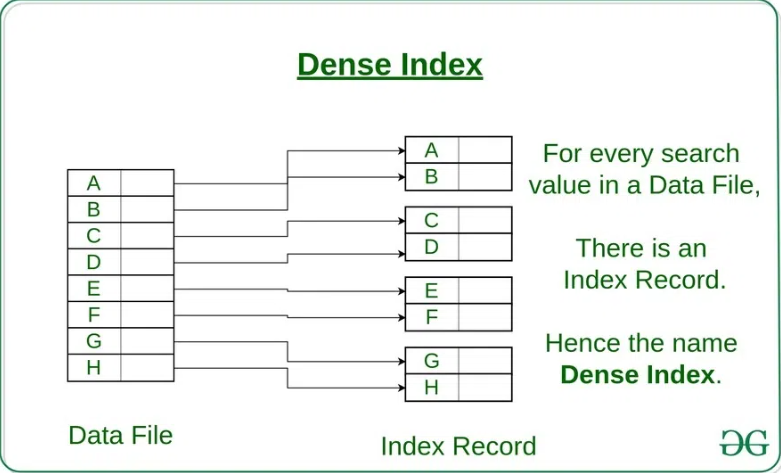 Dense Index
A
B
C
D
E
F
G
H
Data File
A
B
C
D
E
F
G
H
Index Record
For every search
value in a Data File,
There is an
Index Record.
Hence the name
Dense Index.